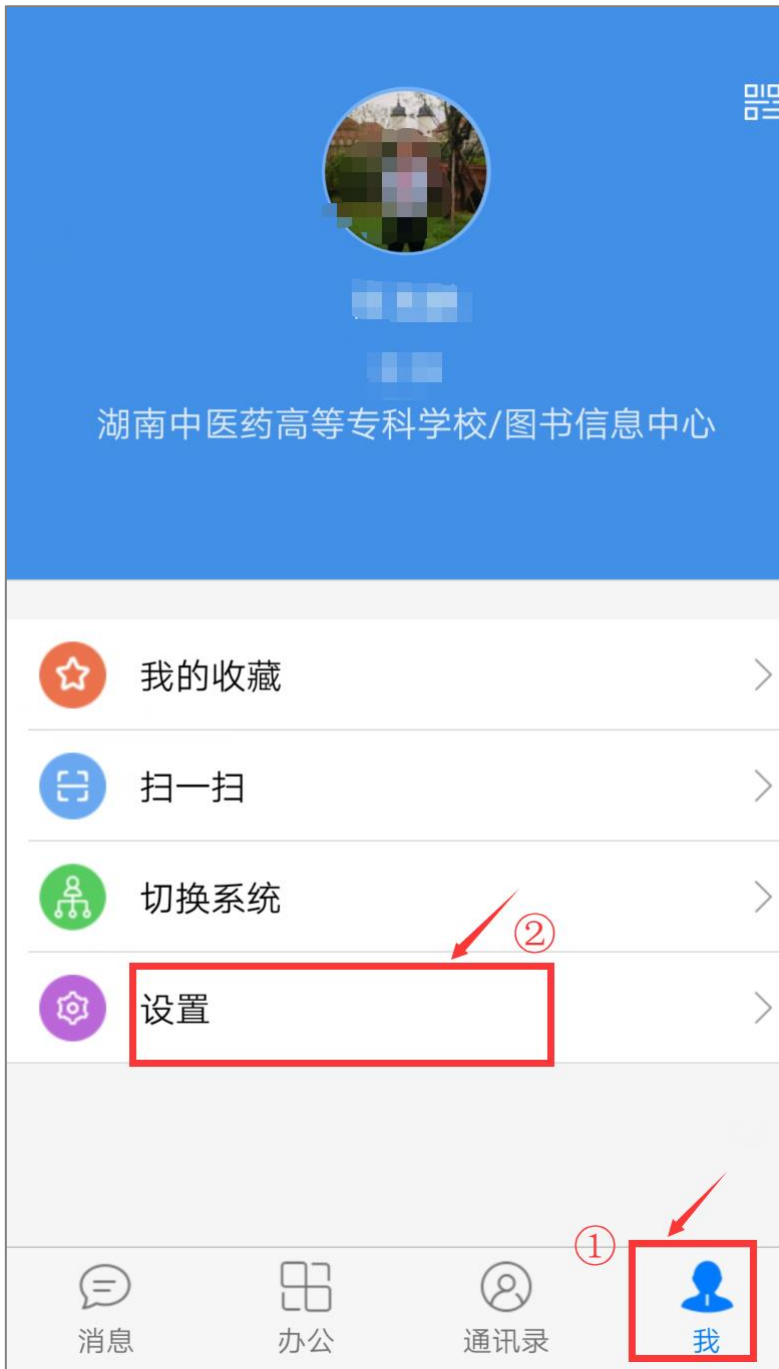 湖南中医药高等专科学校/图书信息中心
我的收藏
扫一扫
切换系统
②
设置
①
消息
办公
通讯录
我